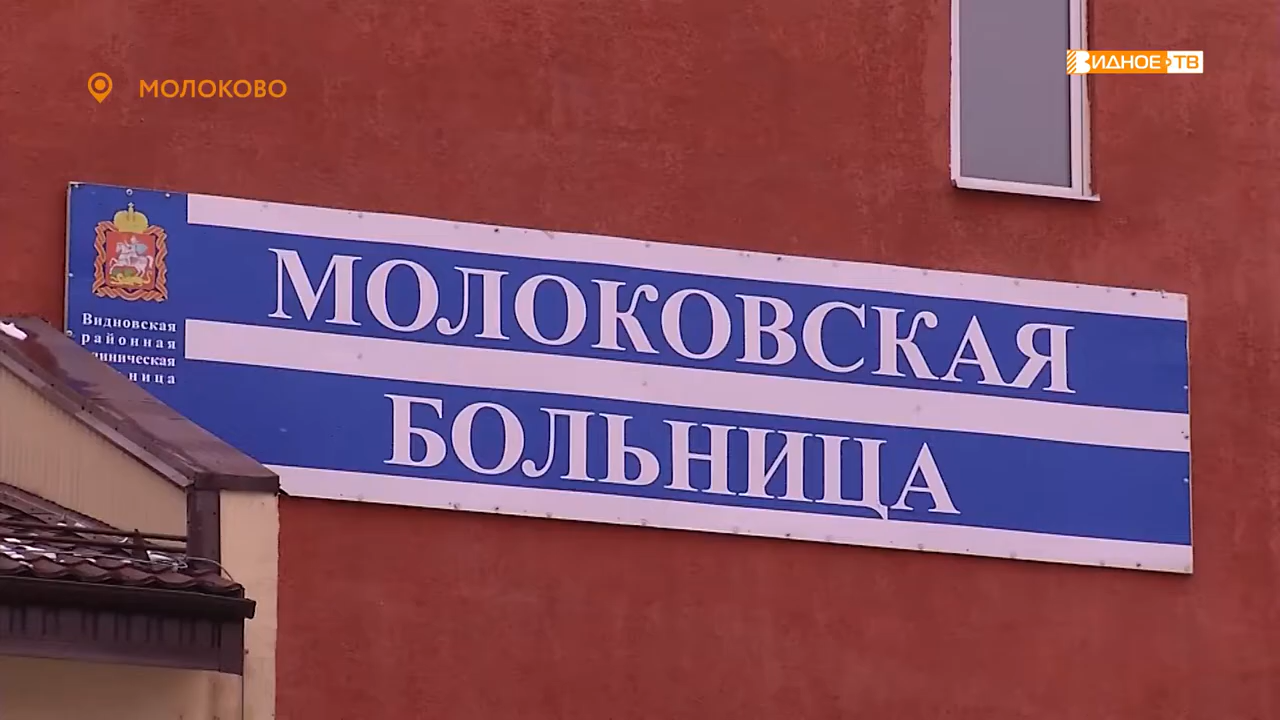 МОЛОКОВО
ВИДНОЕ ТВ
МОЛОКОВСКАЯ
БОЛЬНИЦА
Видновская
районная